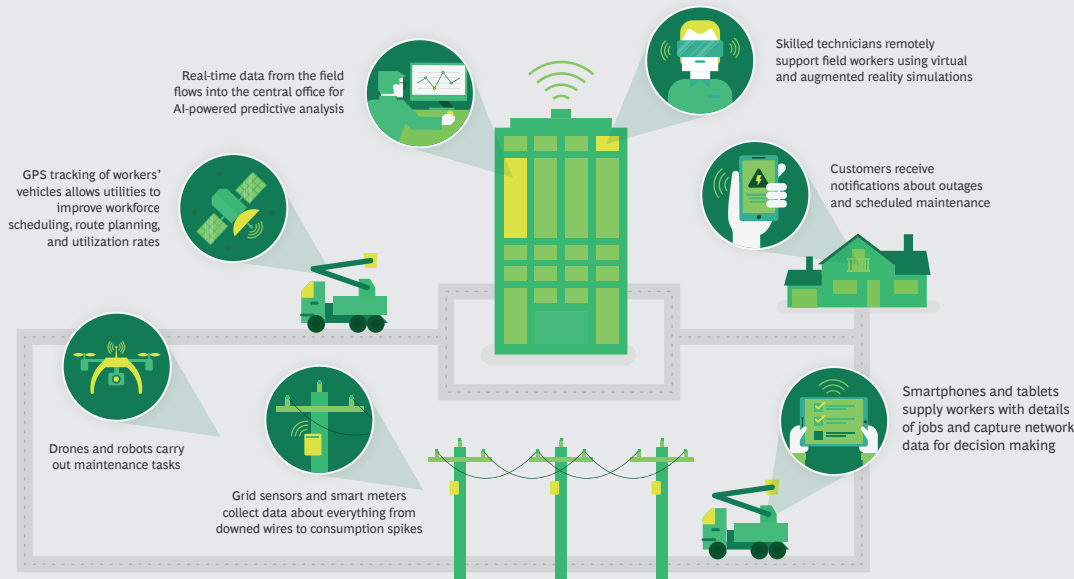 Real-time data from the field
flows into the central office for
AI-powered predictive analysis
Skilled technicians remotely
support field workers using virtual
and augmented reality simulations
GPS tracking of workers’
vehicles allows utilities to
improve workforce
scheduling, route planning,
and utilization rates
Customers receive
notifications about outages
and scheduled maintenance
Drones and robots carry
out maintenance tasks
Grid sensors and smart meters
collect data about everything from
downed wires to consumption spikes
Smartphones and tablets
supply workers with details
of jobs and capture network
data for decision making